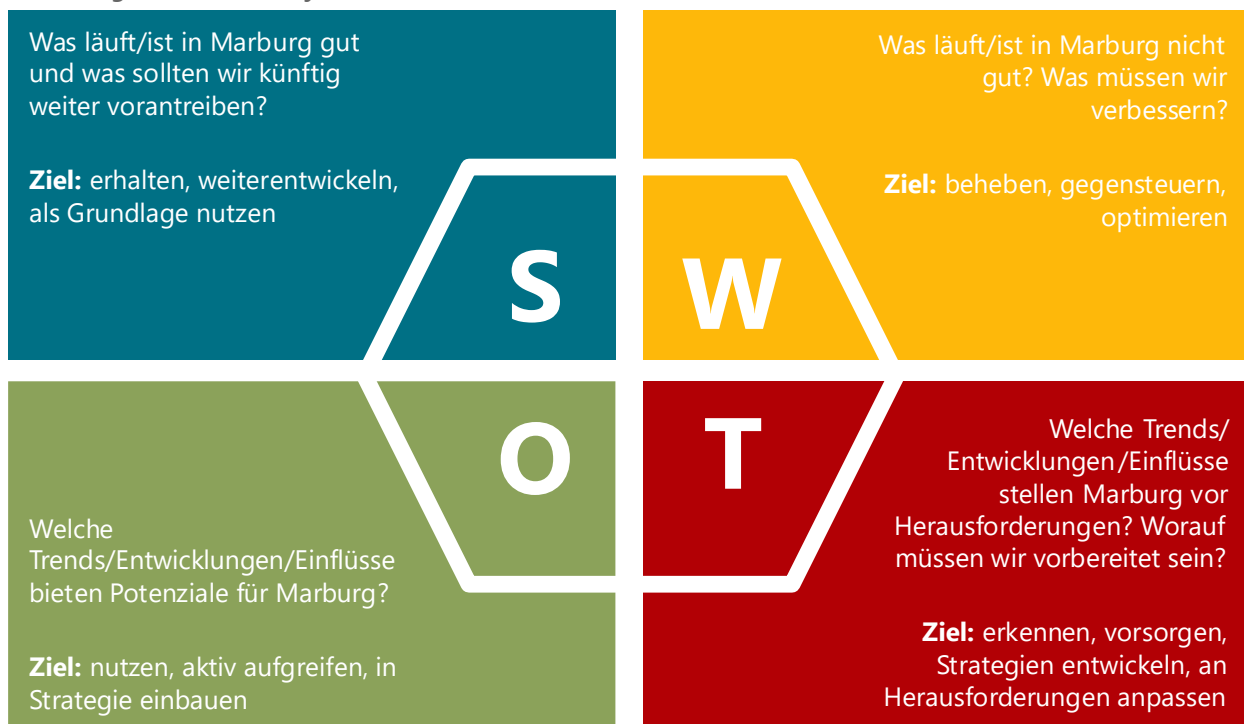 Was läuft/ist in Marburg gut
und was sollten wir künftig
weiter vorantreiben?
Ziel: erhalten, weiterentwickeln,
als Grundlage nutzen
S
Was läuft/ist in Marburg nicht
gut? Was müssen wir
verbessern?
Ziel: beheben, gegensteuern,
optimieren
W
O
Welche
Trends/Entwicklungen/Einflüsse
bieten Potenziale für Marburg?
Ziel: nutzen, aktiv aufgreifen, in
Strategie einbauen
T
Welche Trends/
Entwicklungen/Einflüsse
stellen Marburg vor
Herausforderungen? Worauf
müssen wir vorbereitet sein?
Ziel: erkennen, vorsorgen,
Strategien entwickeln, an
Herausforderungen anpassen